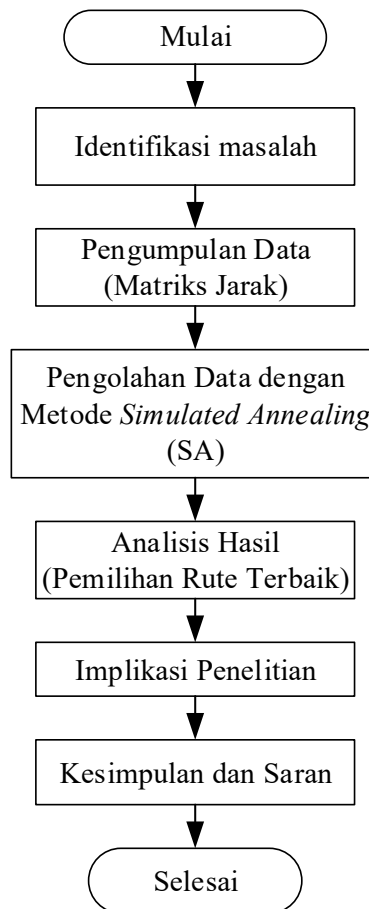 Mulai
Identifikasi masalah
Pengumpulan Data
(Matriks Jarak)
Pengolahan Data dengan
Metode Simulated Annealing
(SA)
Analisis Hasil
(Pemilihan Rute Terbaik)
Implikasi Penelitian
Kesimpulan dan Saran
Selesai